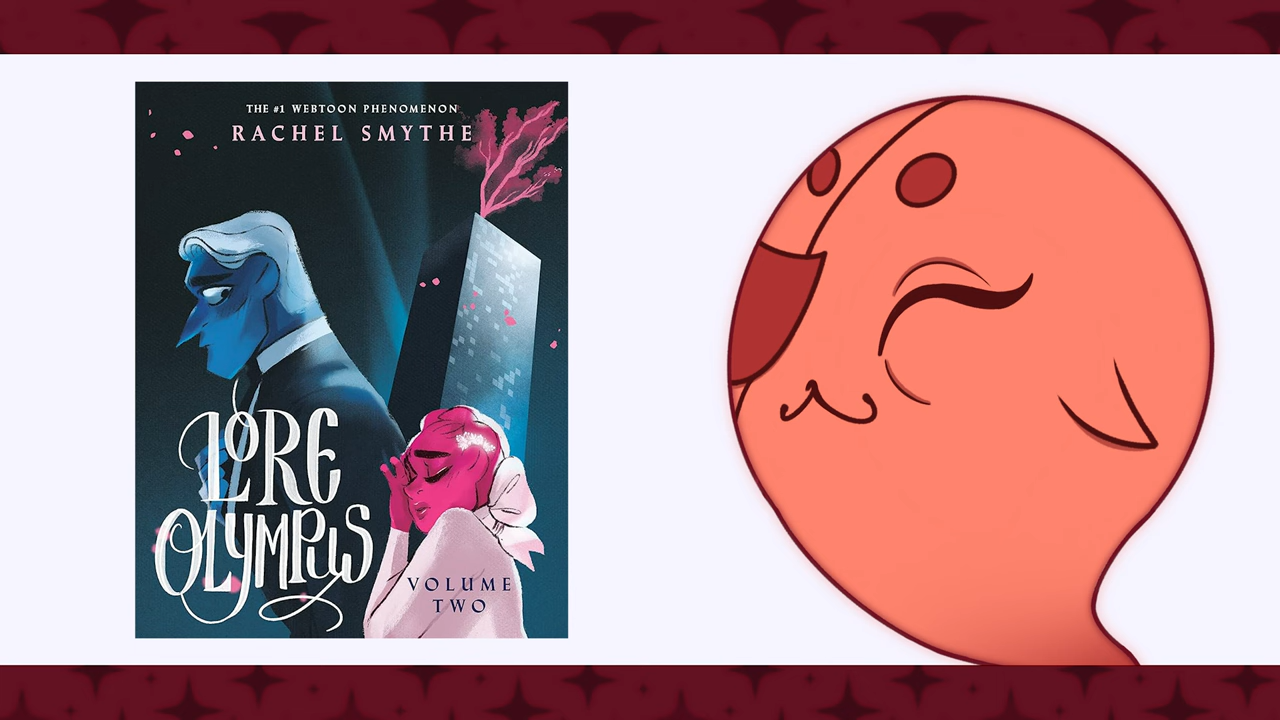 THE #1 WEBTOON PHENOMENON
RACHEL SMYTHE
LORE
OLYMPUS
VOLUME
TWO